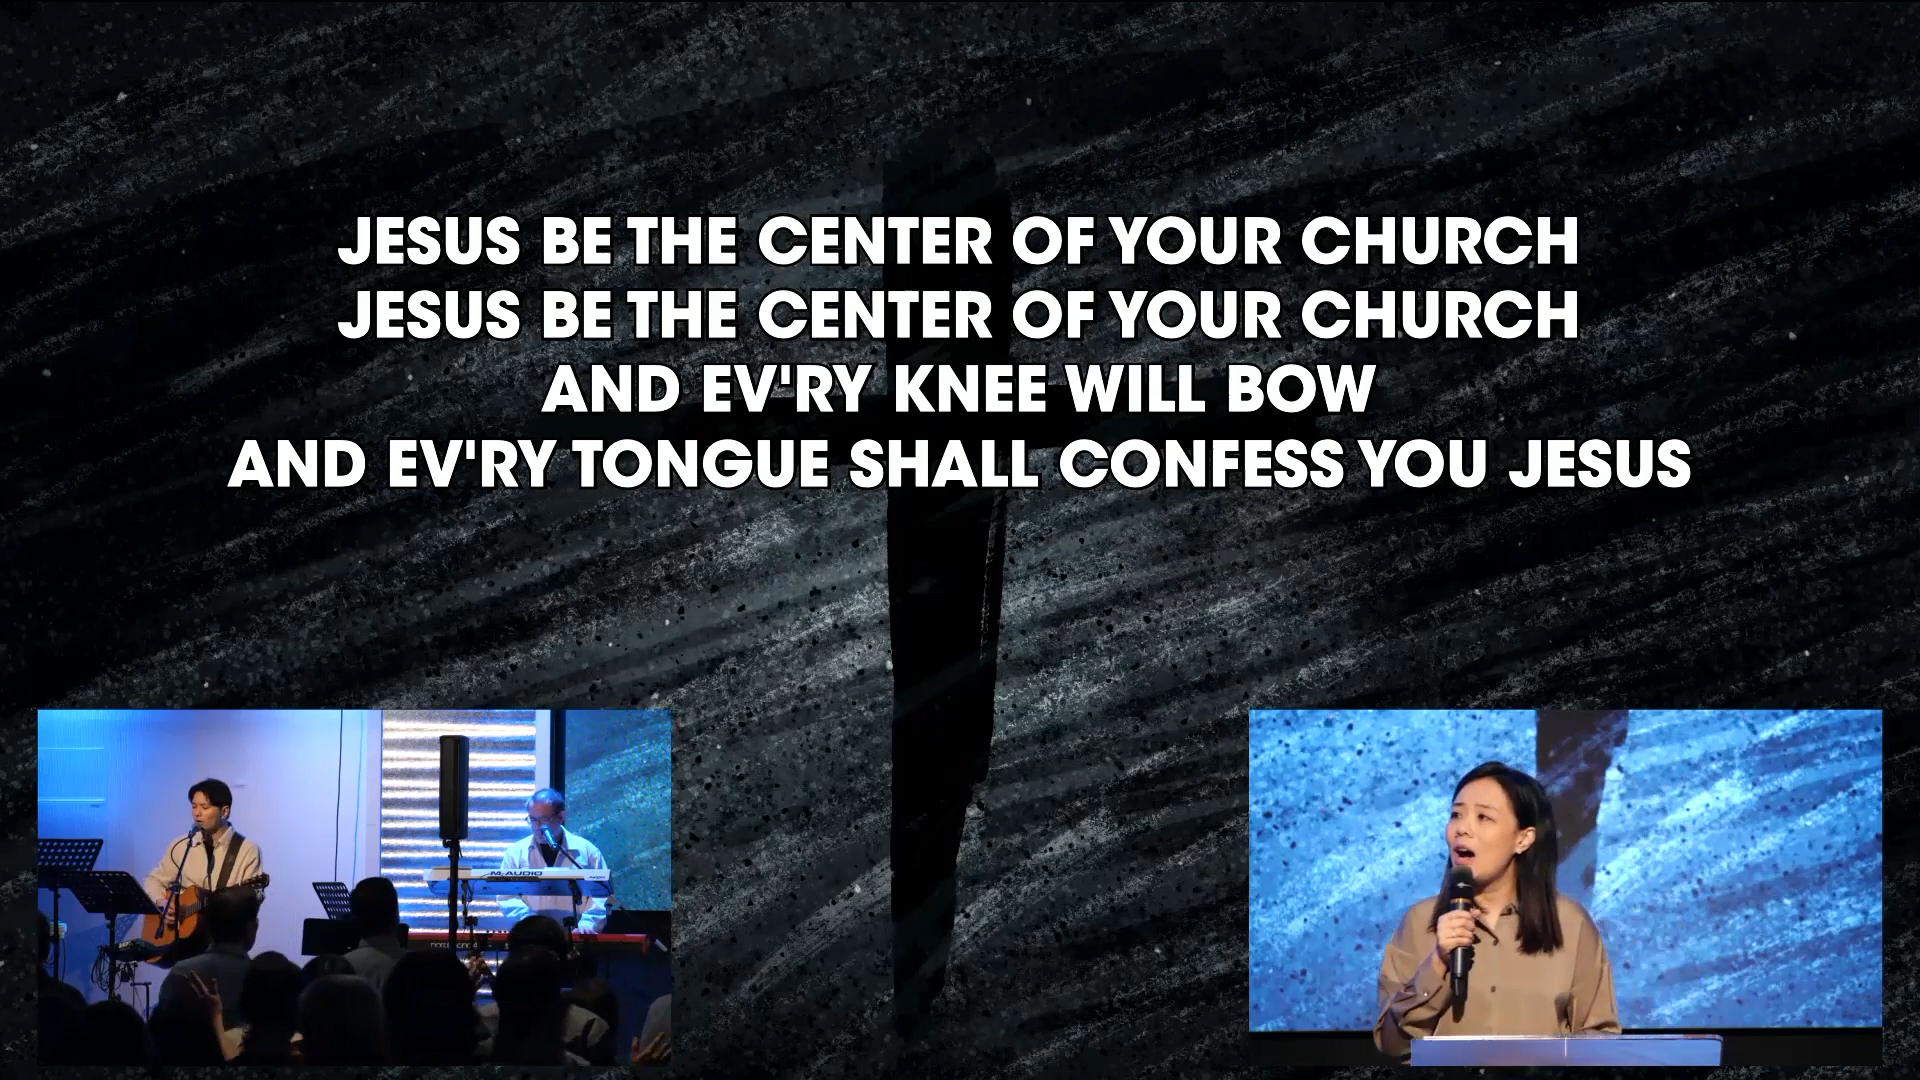 JESUS BE THE CENTER OF YOUR CHURCH
JESUS BE THE CENTER OF YOUR CHURCH
AND EV'RY KNEE WILL BOW
AND EV'RY TONGUE SHALL CONFESS YOU JESUS
M-AUDIO